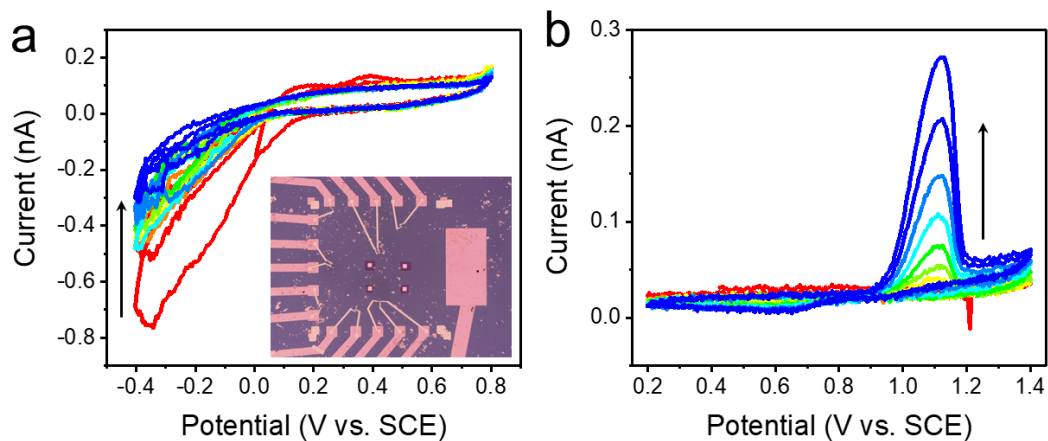 a
0.2
0.0
-0.2
-0.4
-0.6
-0.8
Current (nA)
-0.4 -0.2 0.0 0.2 0.4 0.6 0.8
Potential (V vs. SCE)
b
0.3
0.2
0.1
0.0
Current (nA)
0.2 0.4 0.6 0.8 1.0 1.2 1.4
Potential (V vs. SCE)